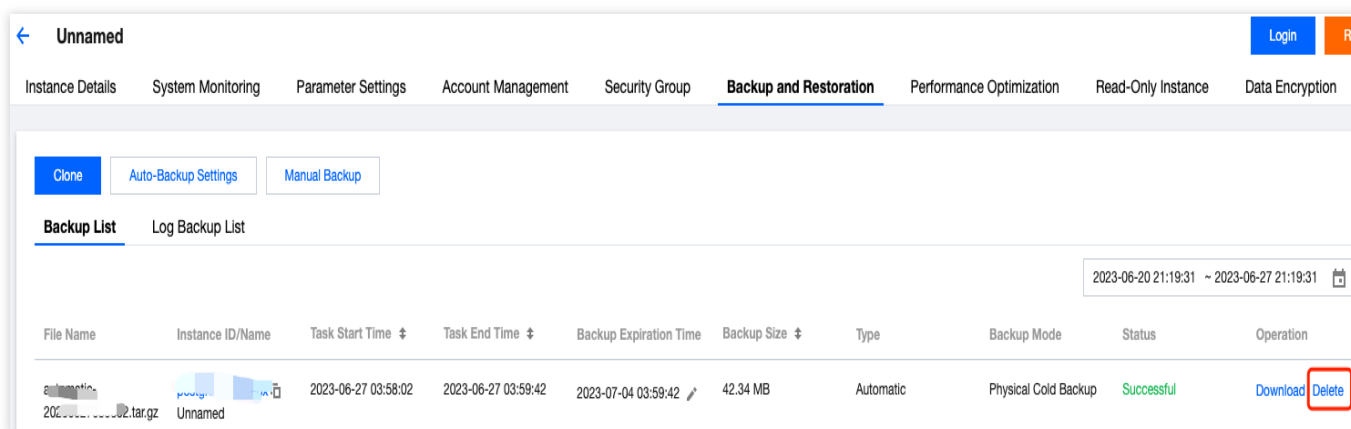 Unnamed
Login
R
Instance Details System Monitoring Parameter Settings Account Management Security Group Backup and Restoration Performance Optimization Read-Only Instance Data Encryption
Clone Auto-Backup Settings Manual Backup
Backup List Log Backup List
2023-06-20 21:19:31 ~ 2023-06-27 21:19:31
File Name Instance ID/Name Task Start Time Task End Time Backup Expiration Time Backup Size Type Backup Mode Status Operation
2023-06-27 03:58:02 2023-06-27 03:59:42 2023-07-04 03:59:42 42.34 MB Automatic Physical Cold Backup Successful Download Delete
.tar.gz Unnamed